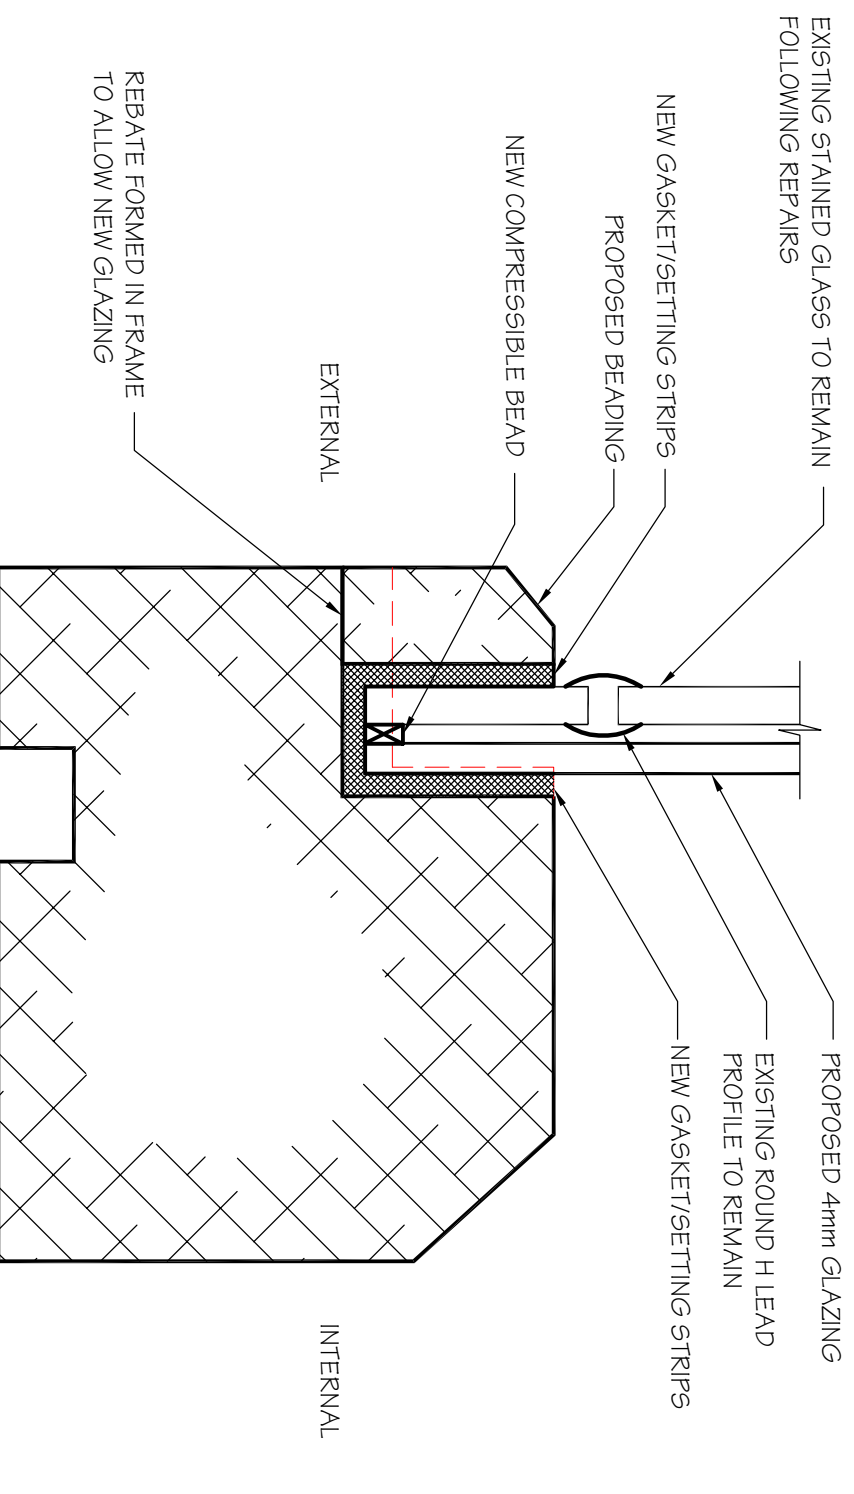 EXISTING STAINED GLASS TO REMAIN
FOLLOWING REPAIRS
NEW GASKET/SETTING STRIPS
PROPOSED BEADING
NEW COMPRESSIBLE BEAD
EXTERNAL
REBATE FORMED IN FRAME
TO ALLOW NEW GLAZING
PROPOSED 4mm GLAZING
EXISTING ROUND H LEAD
PROFILE TO REMAIN
NEW GASKET/SETTING STRIPS
INTERNAL